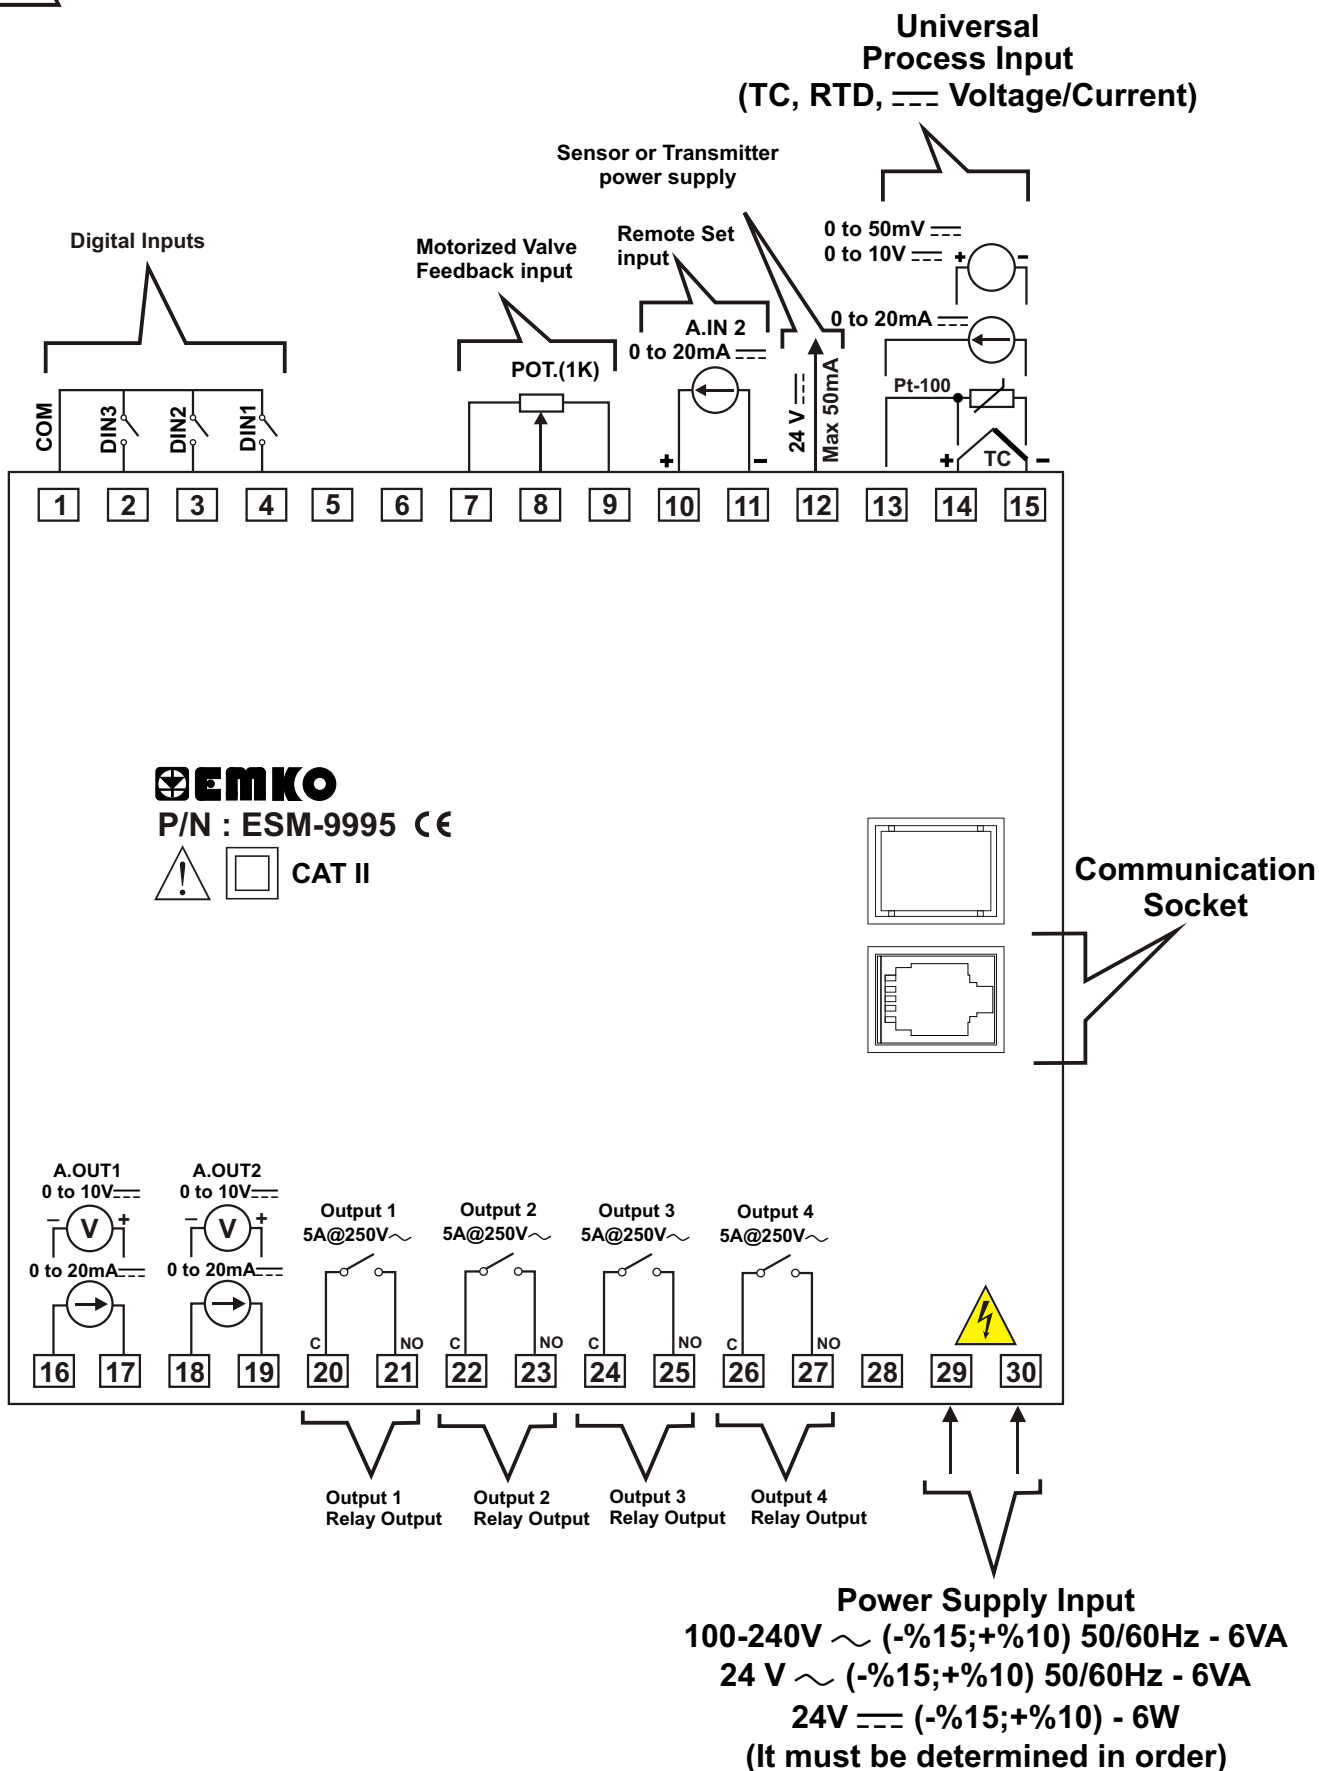 Universal
Process Input
(TC, RTD, ⎓ Voltage/Current)
Sensor or Transmitter
power supply
Digital Inputs
Motorized Valve
Feedback input
Remote Set
input
0 to 50mV ⎓
0 to 10V ⎓
+ −
A.IN 2
0 to 20mA ⎓
0 to 20mA ⎓
POT.(1K)
Pt-100
COM
DIN3
DIN2
DIN1
24 V ⎓
Max 50mA
+ −
+ TC −
1 2 3 4 5 6 7 8 9 10 11 12 13 14 15
EMKO
P/N : ESM-9995 CE
! CAT II
Communication
Socket
A.OUT1
0 to 10V⎓
− V +
0 to 20mA⎓
A.OUT2
0 to 10V⎓
− V +
0 to 20mA⎓
Output 1
5A@250V∼
C NO
Output 2
5A@250V∼
C NO
Output 3
5A@250V∼
C NO
Output 4
5A@250V∼
C NO
16 17 18 19 20 21 22 23 24 25 26 27 28 29 30
Output 1
Relay Output
Output 2
Relay Output
Output 3
Relay Output
Output 4
Relay Output
Power Supply Input
100-240V ∼ (-%15;+%10) 50/60Hz - 6VA
24 V ∼ (-%15;+%10) 50/60Hz - 6VA
24V ⎓ (-%15;+%10) - 6W
(It must be determined in order)